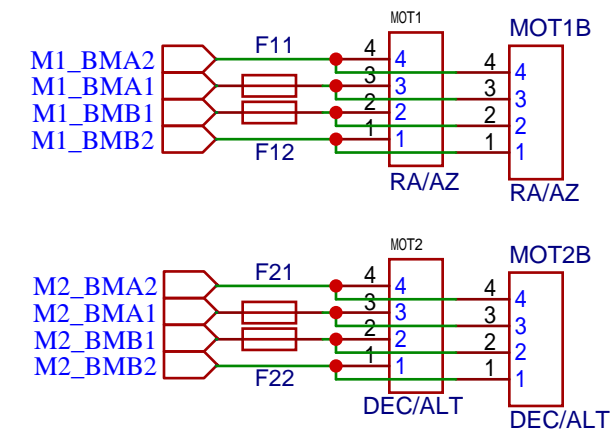 MOT1
MOT1B
F11
M1_BMA2 4 4 4 4
M1_BMA1 3 3 3 3
M1_BMB1 2 2 2 2
M1_BMB2 1 1 1 1
F12
RA/AZ
RA/AZ
MOT2
MOT2B
F21
M2_BMA2 4 4 4 4
M2_BMA1 3 3 3 3
M2_BMB1 2 2 2 2
M2_BMB2 1 1 1 1
F22
DEC/ALT
DEC/ALT